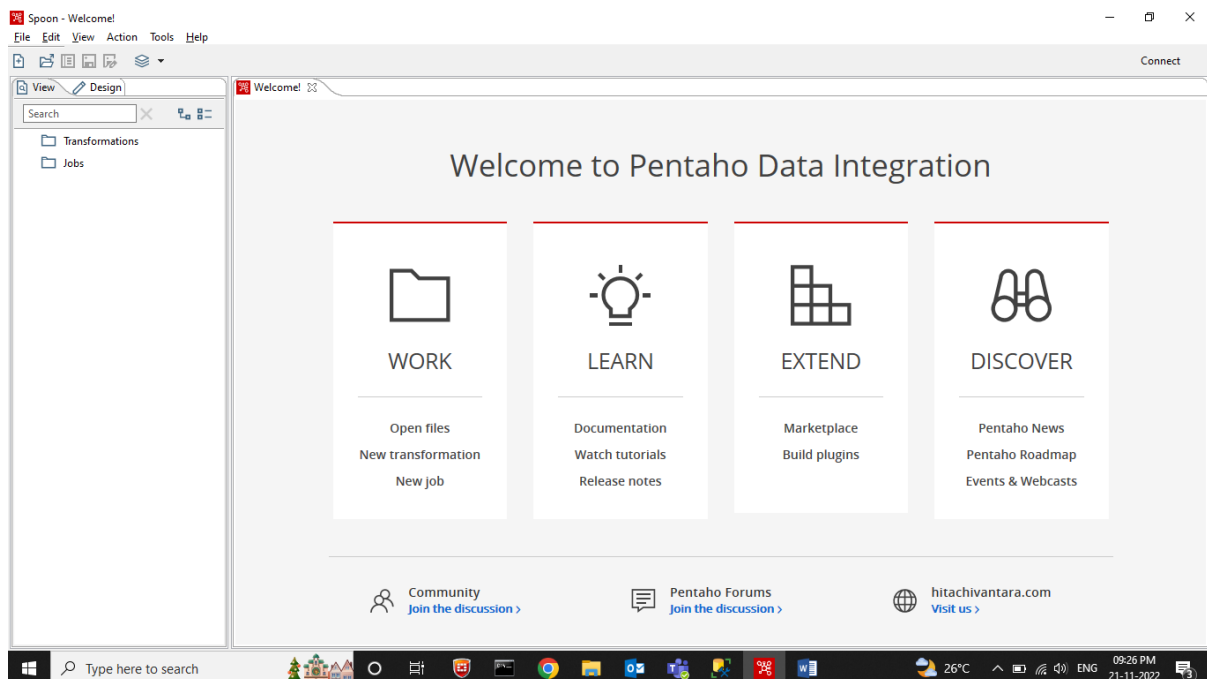 Spoon - Welcome!
File Edit View Action Tools Help
Connect
View Design
Welcome!
Search
Transformations
Jobs
Welcome to Pentaho Data Integration
WORK
Open files
New transformation
New job
LEARN
Documentation
Watch tutorials
Release notes
EXTEND
Marketplace
Build plugins
DISCOVER
Pentaho News
Pentaho Roadmap
Events & Webcasts
Community
Join the discussion >
Pentaho Forums
Join the discussion >
hitachivantara.com
Visit us >
Type here to search
26°C
ENG
09:26 PM
21-11-2022
3